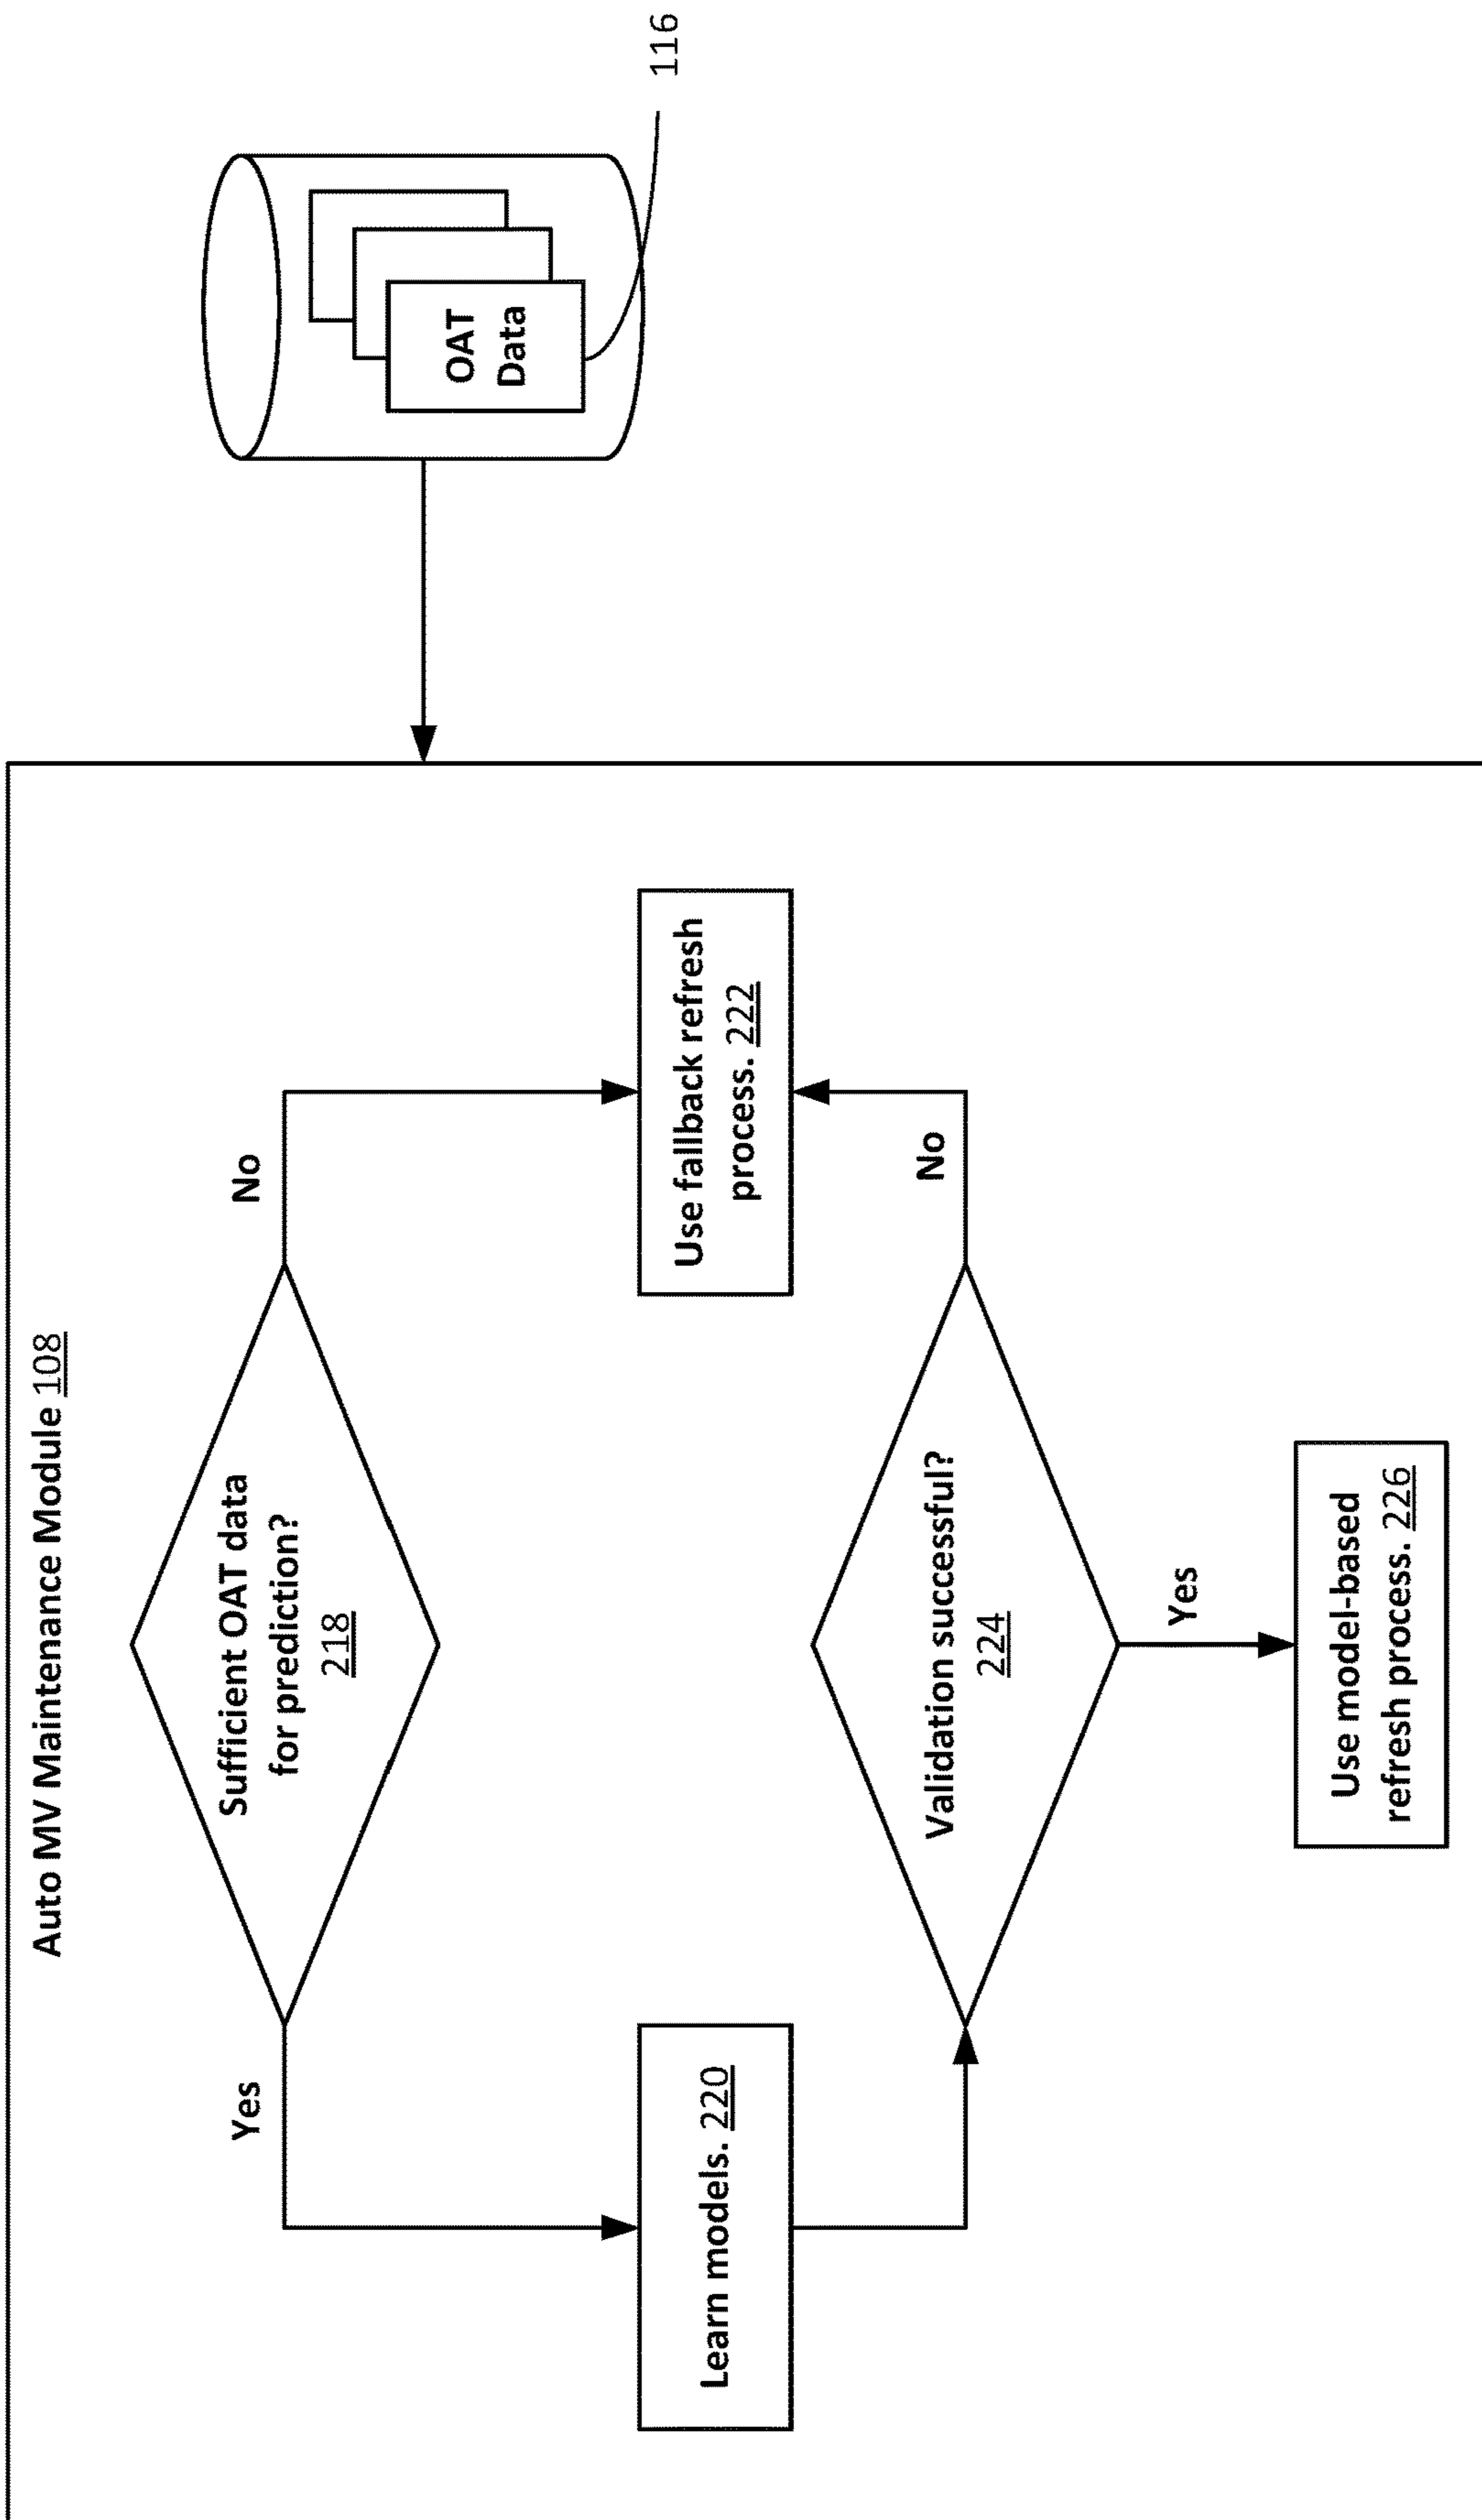 Auto MV Maintenance Module 108
Sufficient OAT data
for prediction?
218
Yes
No
Learn models. 220
Use fallback refresh
process. 222
Validation successful?
224
No
Yes
Use model-based
refresh process. 226
OAT
Data
116